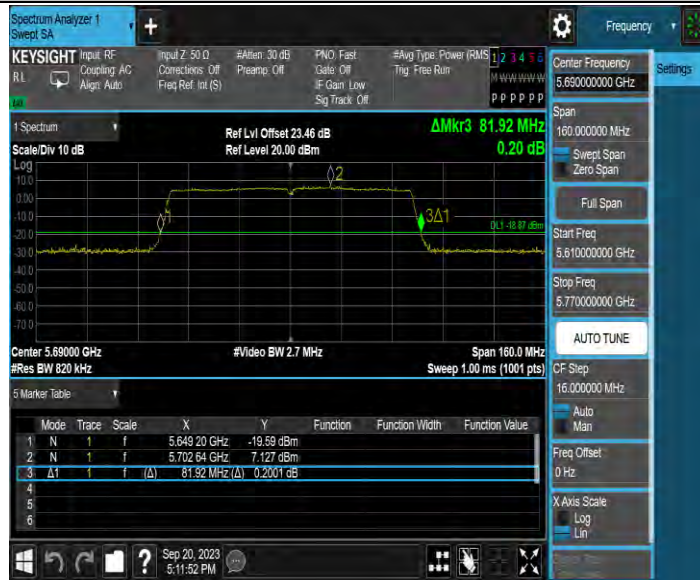 Spectrum Analyzer 1
Swept SA
+
Frequency
KEYSIGHT Input: RF Input Z: 50 Ω #Atten: 30 dB PNO: Fast #Avg Type: Power (RMS 1 2 3 4 5 6
RL Coupling: AC Corrections: Off Preamp: Off Gate: Off Trig: Free Run M W W W W W
Align: Auto Freq Ref: Int (S) IF Gain: Low
Sig Track: Off P P P P P P
1 Spectrum
Scale/Div 10 dB
Ref Lvl Offset 23.46 dB
Ref Level 20.00 dBm
ΔMkr3 81.92 MHz
0.20 dB
Log
10.0
0.00
-10.0
-20.0
-30.0
-40.0
-50.0
-60.0
-70.0
1
2
3Δ1
DL1 -18.87 dBm
Center 5.69000 GHz #Video BW 2.7 MHz Span 160.0 MHz
#Res BW 820 kHz Sweep 1.00 ms (1001 pts)
5 Marker Table
Mode Trace Scale X Y Function Function Width Function Value
1 N 1 f 5.649 20 GHz -19.59 dBm
2 N 1 f 5.702 64 GHz 7.127 dBm
3 Δ1 1 f (Δ) 81.92 MHz (Δ) 0.2001 dB
4
5
6
?
Sep 20, 2023
5:11:52 PM
Center Frequency
5.690000000 GHz
Settings
Span
160.000000 MHz
Swept Span
Zero Span
Full Span
Start Freq
5.610000000 GHz
Stop Freq
5.770000000 GHz
AUTO TUNE
CF Step
16.000000 MHz
Auto
Man
Freq Offset
0 Hz
X Axis Scale
Log
Lin